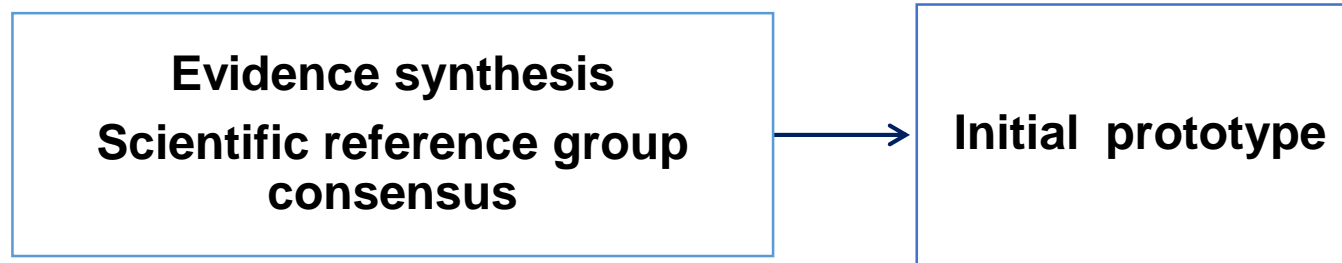 Evidence synthesis
Scientific reference group
consensus
Initial prototype